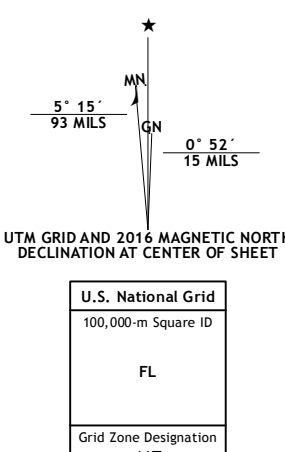 MN
5° 15´
93 MILS
GN
0° 52´
15 MILS
UTM GRID AND 2016 MAGNETIC NORTH
DECLINATION AT CENTER OF SHEET
U.S. National Grid
100,000-m Square ID
FL
Grid Zone Designation